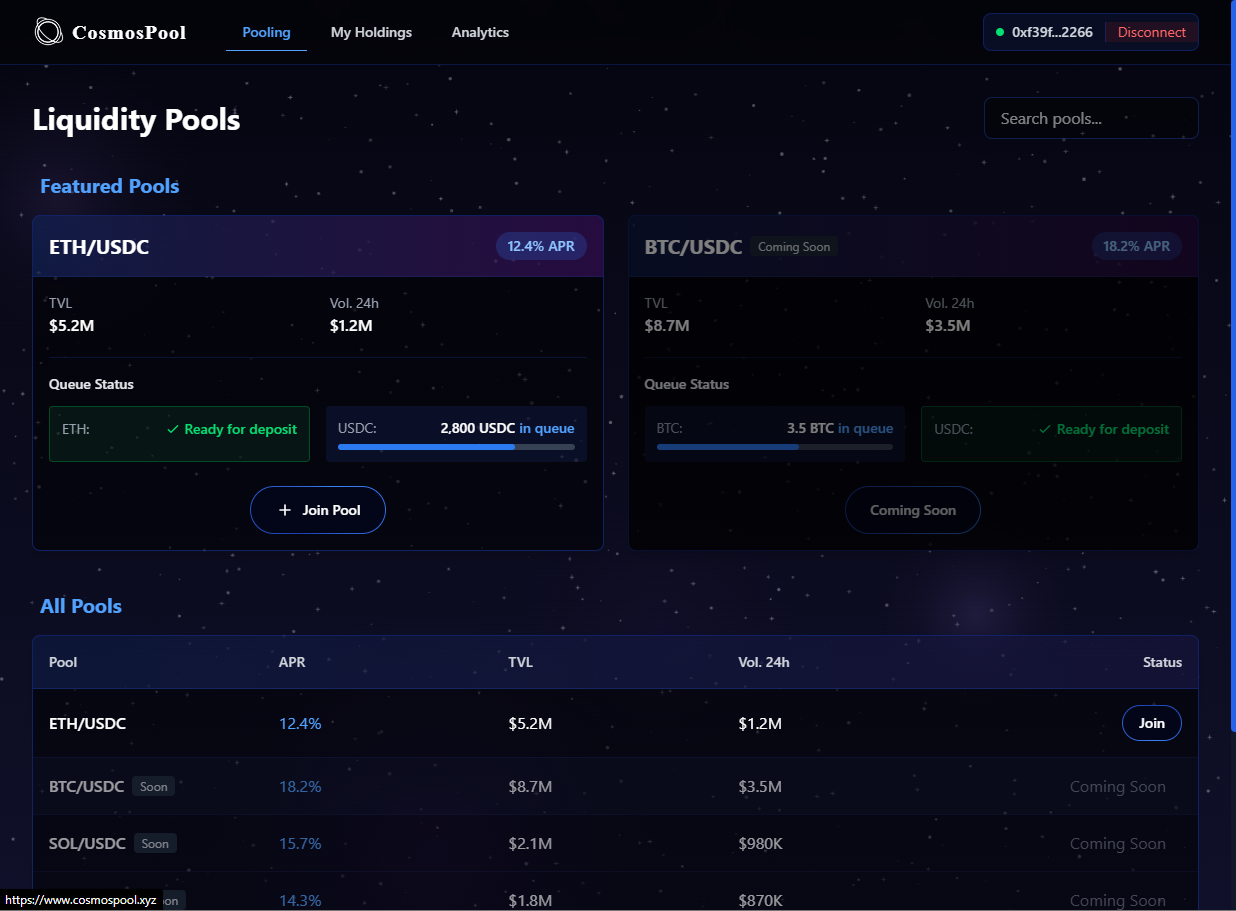 CosmosPool Pooling My Holdings Analytics 0xf39f...2266 Disconnect
Liquidity Pools Search pools...
Featured Pools
ETH/USDC 12.4% APR
TVL Vol. 24h
$5.2M $1.2M
Queue Status
ETH: ✓ Ready for deposit USDC: 2,800 USDC in queue
+ Join Pool
BTC/USDC Coming Soon 18.2% APR
TVL Vol. 24h
$8.7M $3.5M
Queue Status
BTC: 3.5 BTC in queue USDC: ✓ Ready for deposit
Coming Soon
All Pools
Pool APR TVL Vol. 24h Status
ETH/USDC 12.4% $5.2M $1.2M Join
BTC/USDC Soon 18.2% $8.7M $3.5M Coming Soon
SOL/USDC Soon 15.7% $2.1M $980K Coming Soon
14.3% $1.8M $870K Coming Soon
https://www.cosmospool.xyz